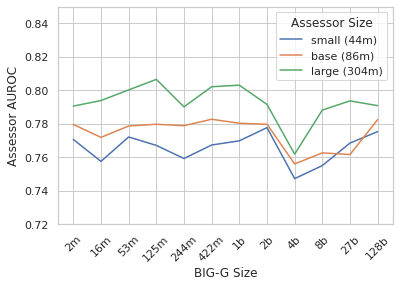 Assessor AUROC
0.84
0.82
0.80
0.78
0.76
0.74
0.72
Assessor Size
small (44m)
base (86m)
large (304m)
2m 16m 53m 125m 244m 422m 1b 2b 4b 8b 27b 128b
BIG-G Size